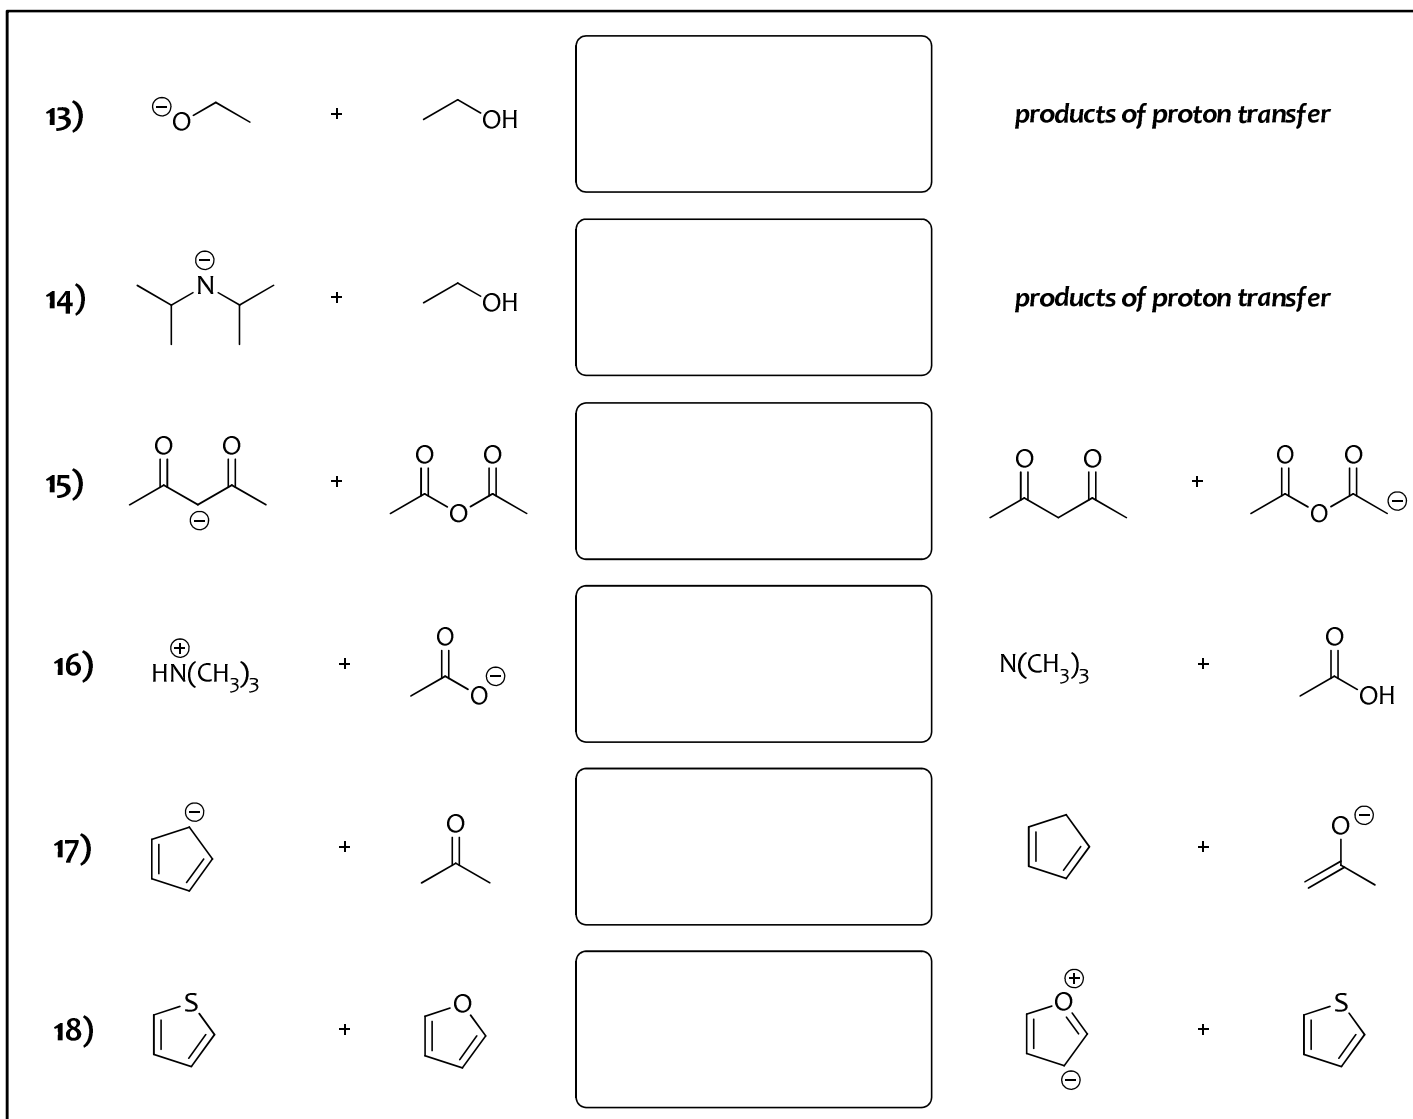 13) ⊖O + OH products of proton transfer
14) ⊖ N + OH products of proton transfer
15) O O ⊖ + O O O O O + O O O ⊖
16) ⊕ HN(CH₃)₃ + O O ⊖ N(CH₃)₃ + O OH
17) ⊖ + O + O ⊖
18) S + O O ⊕ ⊖ + S